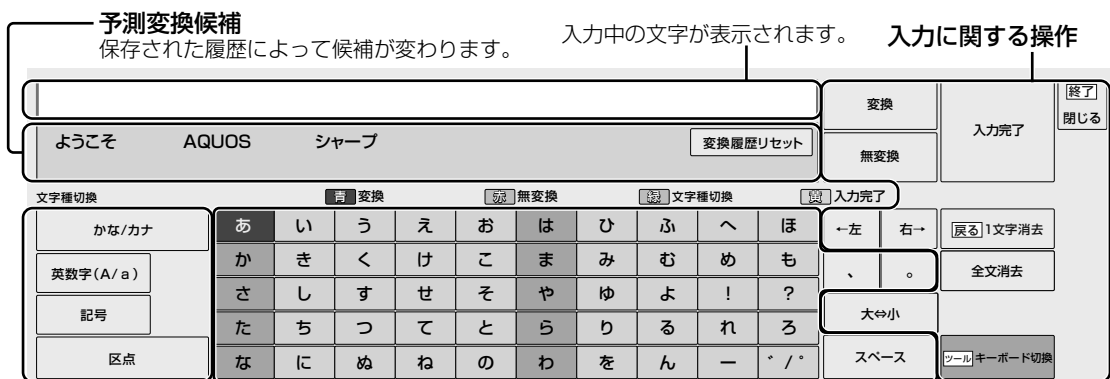 予測変換候補
保存された履歴によって候補が変わります。
入力中の文字が表示されます。
入力に関する操作
変換
入力完了
終了
閉じる
ようこそ AQUOS シャープ 変換履歴リセット
無変換
文字種切換 青 変換 赤 無変換 緑 文字種切換 黄 入力完了
かな/カナ あ い う え お は ひ ふ へ ほ ←左 右→ 戻る 1文字消去
英数字(A/a) か き く け こ ま み む め も 、 。 全文消去
記号 さ し す せ そ や ゆ よ ! ? 大⇔小
た ち つ て と ら り る れ ろ
区点 な に ぬ ね の わ を ん ー ゛/゜ スペース ツール キーボード切換